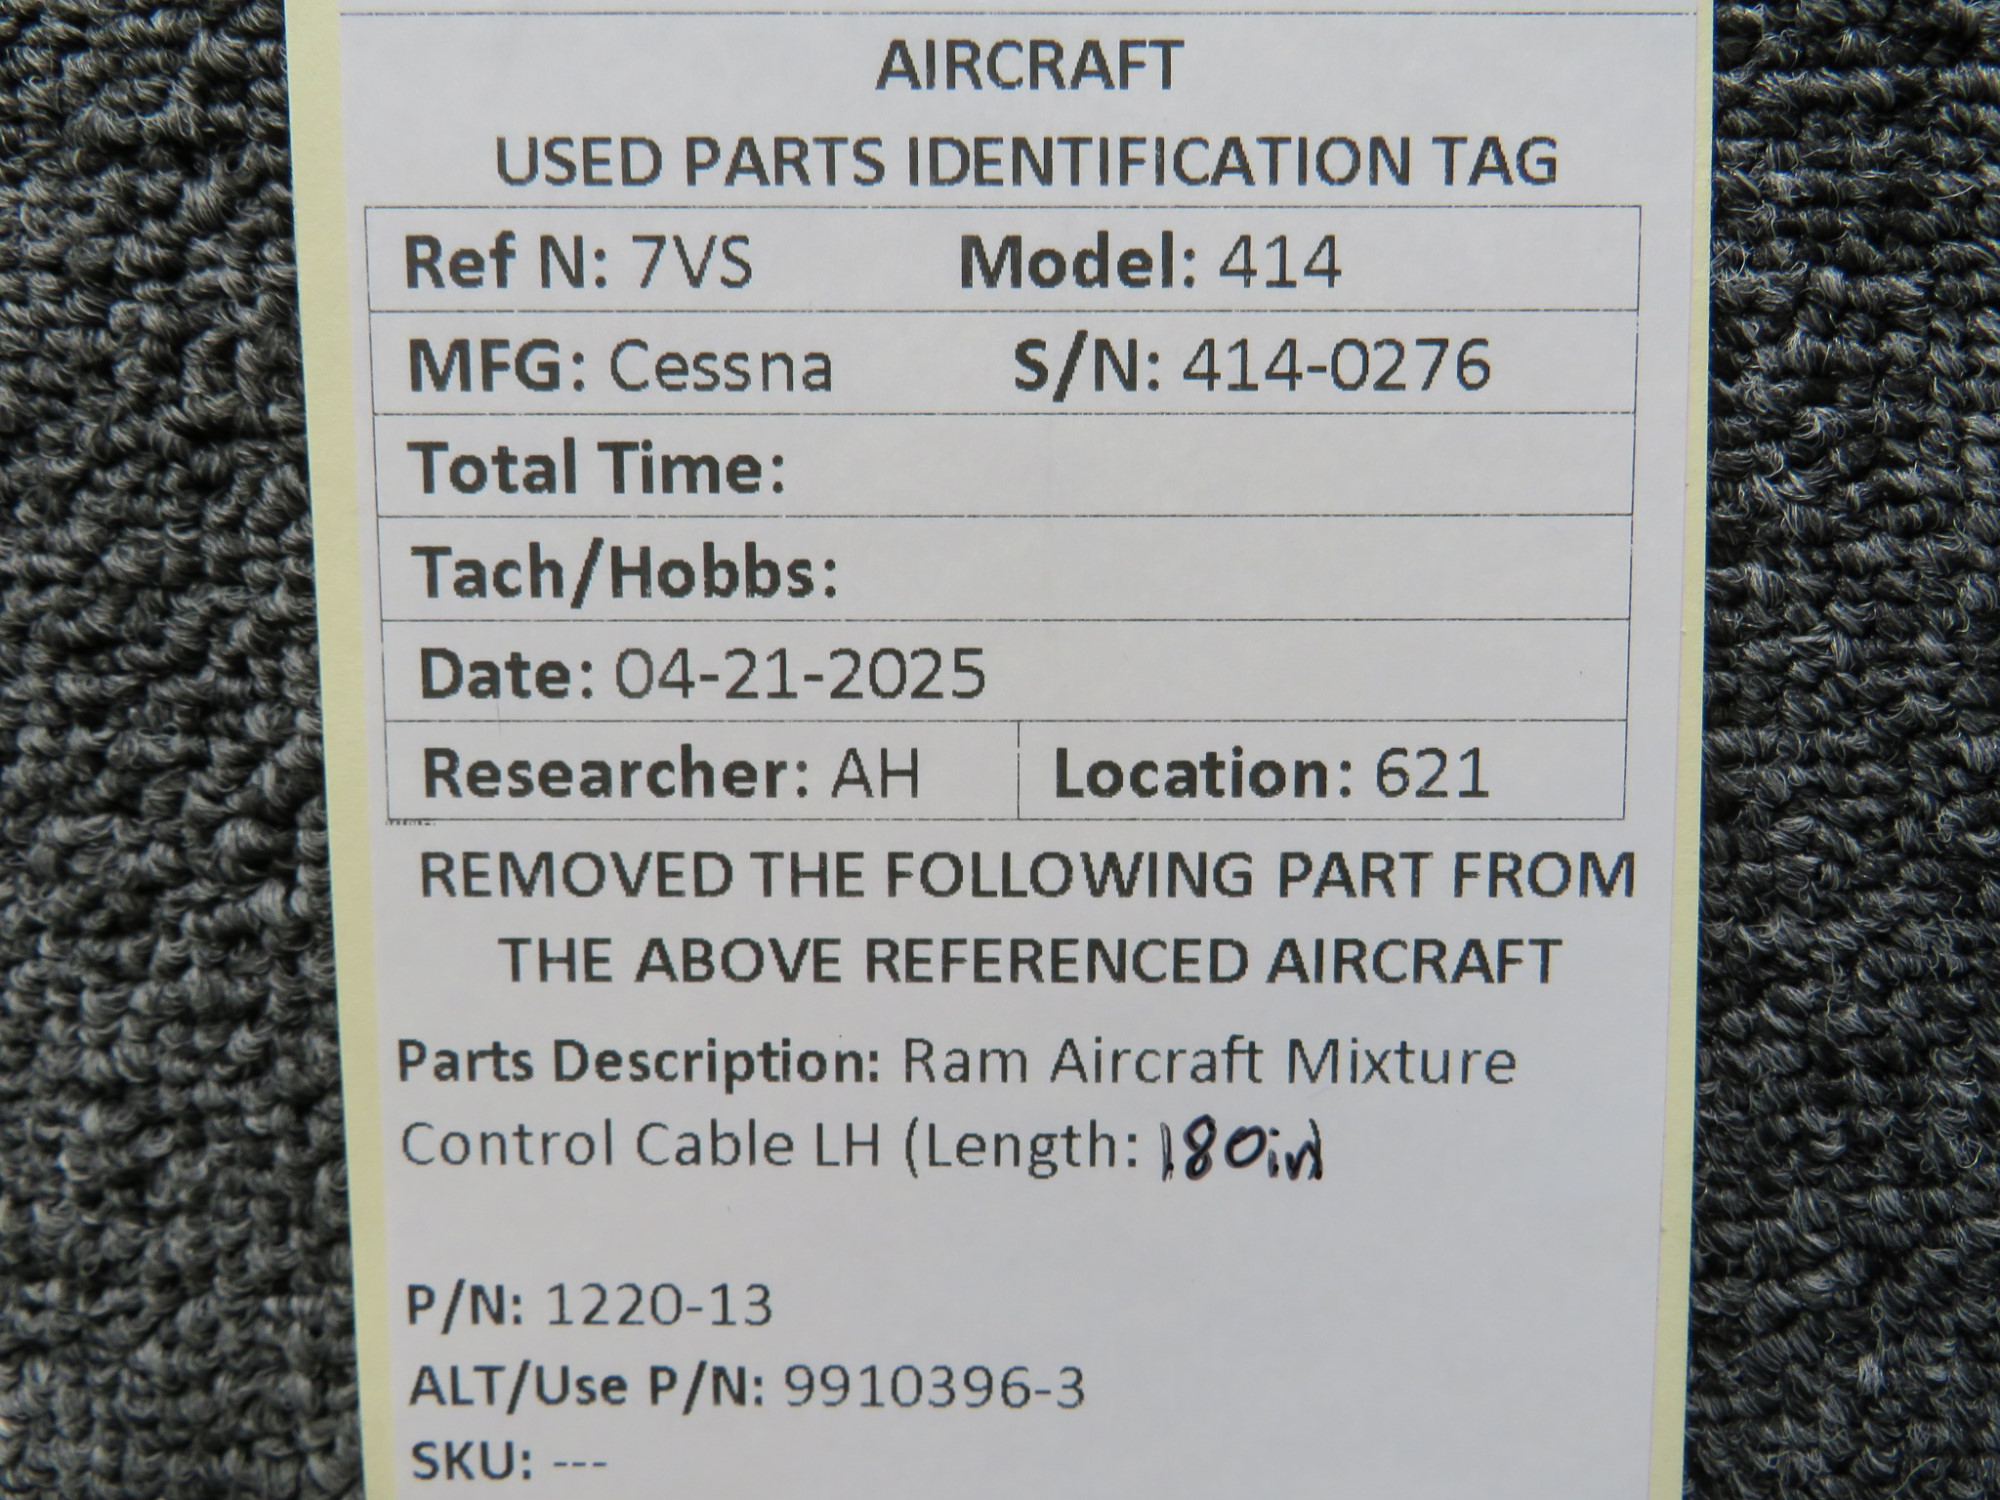 AIRCRAFT
USED PARTS IDENTIFICATION TAG
Ref N: 7VS Model: 414
MFG: Cessna S/N: 414-0276
Total Time:
Tach/Hobbs:
Date: 04-21-2025
Researcher: AH Location: 621
REMOVED THE FOLLOWING PART FROM
THE ABOVE REFERENCED AIRCRAFT
Parts Description: Ram Aircraft Mixture
Control Cable LH (Length: 180in)
P/N: 1220-13
ALT/Use P/N: 9910396-3
SKU: ---